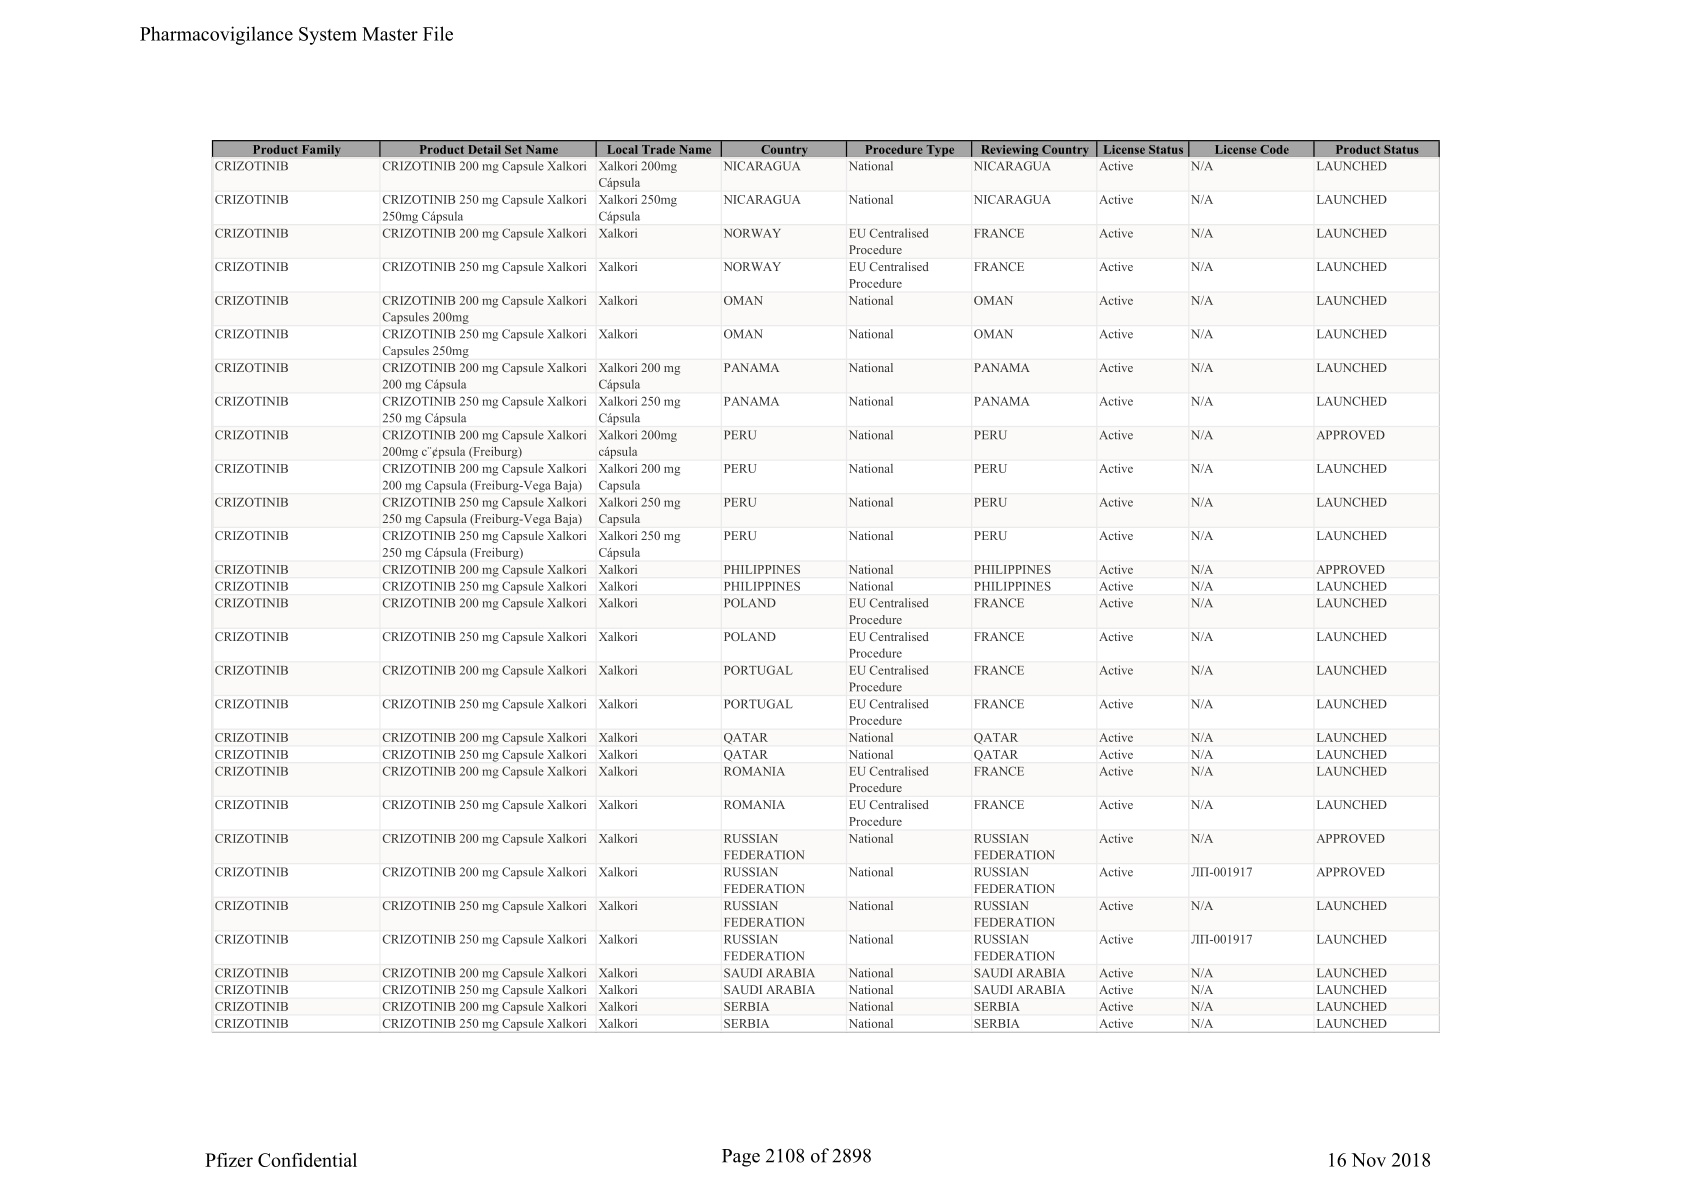 Pharmacovigilance System Master File
Product Family Product Detail Set Name Local Trade Name Country Procedure Type Reviewing Country License Status License Code Product Status
CRIZOTINIB CRIZOTINIB 200 mg Capsule Xalkori Xalkori 200mg NICARAGUA National NICARAGUA Active N/A LAUNCHED
Cápsula
CRIZOTINIB CRIZOTINIB 250 mg Capsule Xalkori Xalkori 250mg NICARAGUA National NICARAGUA Active N/A LAUNCHED
250mg Cápsula Cápsula
CRIZOTINIB CRIZOTINIB 200 mg Capsule Xalkori Xalkori NORWAY EU Centralised FRANCE Active N/A LAUNCHED
Procedure
CRIZOTINIB CRIZOTINIB 250 mg Capsule Xalkori Xalkori NORWAY EU Centralised FRANCE Active N/A LAUNCHED
Procedure
CRIZOTINIB CRIZOTINIB 200 mg Capsule Xalkori Xalkori OMAN National OMAN Active N/A LAUNCHED
Capsules 200mg
CRIZOTINIB CRIZOTINIB 250 mg Capsule Xalkori Xalkori OMAN National OMAN Active N/A LAUNCHED
Capsules 250mg
CRIZOTINIB CRIZOTINIB 200 mg Capsule Xalkori Xalkori 200 mg PANAMA National PANAMA Active N/A LAUNCHED
200 mg Cápsula Cápsula
CRIZOTINIB CRIZOTINIB 250 mg Capsule Xalkori Xalkori 250 mg PANAMA National PANAMA Active N/A LAUNCHED
250 mg Cápsula Cápsula
CRIZOTINIB CRIZOTINIB 200 mg Capsule Xalkori Xalkori 200mg PERU National PERU Active N/A APPROVED
200mg c¨¢psula (Freiburg) cápsula
CRIZOTINIB CRIZOTINIB 200 mg Capsule Xalkori Xalkori 200 mg PERU National PERU Active N/A LAUNCHED
200 mg Capsula (Freiburg-Vega Baja) Capsula
CRIZOTINIB CRIZOTINIB 250 mg Capsule Xalkori Xalkori 250 mg PERU National PERU Active N/A LAUNCHED
250 mg Capsula (Freiburg-Vega Baja) Capsula
CRIZOTINIB CRIZOTINIB 250 mg Capsule Xalkori Xalkori 250 mg PERU National PERU Active N/A LAUNCHED
250 mg Cápsula (Freiburg) Cápsula
CRIZOTINIB CRIZOTINIB 200 mg Capsule Xalkori Xalkori PHILIPPINES National PHILIPPINES Active N/A APPROVED
CRIZOTINIB CRIZOTINIB 250 mg Capsule Xalkori Xalkori PHILIPPINES National PHILIPPINES Active N/A LAUNCHED
CRIZOTINIB CRIZOTINIB 200 mg Capsule Xalkori Xalkori POLAND EU Centralised FRANCE Active N/A LAUNCHED
Procedure
CRIZOTINIB CRIZOTINIB 250 mg Capsule Xalkori Xalkori POLAND EU Centralised FRANCE Active N/A LAUNCHED
Procedure
CRIZOTINIB CRIZOTINIB 200 mg Capsule Xalkori Xalkori PORTUGAL EU Centralised FRANCE Active N/A LAUNCHED
Procedure
CRIZOTINIB CRIZOTINIB 250 mg Capsule Xalkori Xalkori PORTUGAL EU Centralised FRANCE Active N/A LAUNCHED
Procedure
CRIZOTINIB CRIZOTINIB 200 mg Capsule Xalkori Xalkori QATAR National QATAR Active N/A LAUNCHED
CRIZOTINIB CRIZOTINIB 250 mg Capsule Xalkori Xalkori QATAR National QATAR Active N/A LAUNCHED
CRIZOTINIB CRIZOTINIB 200 mg Capsule Xalkori Xalkori ROMANIA EU Centralised FRANCE Active N/A LAUNCHED
Procedure
CRIZOTINIB CRIZOTINIB 250 mg Capsule Xalkori Xalkori ROMANIA EU Centralised FRANCE Active N/A LAUNCHED
Procedure
CRIZOTINIB CRIZOTINIB 200 mg Capsule Xalkori Xalkori RUSSIAN National RUSSIAN Active N/A APPROVED
FEDERATION FEDERATION
CRIZOTINIB CRIZOTINIB 200 mg Capsule Xalkori Xalkori RUSSIAN National RUSSIAN Active ЛП-001917 APPROVED
FEDERATION FEDERATION
CRIZOTINIB CRIZOTINIB 250 mg Capsule Xalkori Xalkori RUSSIAN National RUSSIAN Active N/A LAUNCHED
FEDERATION FEDERATION
CRIZOTINIB CRIZOTINIB 250 mg Capsule Xalkori Xalkori RUSSIAN National RUSSIAN Active ЛП-001917 LAUNCHED
FEDERATION FEDERATION
CRIZOTINIB CRIZOTINIB 200 mg Capsule Xalkori Xalkori SAUDI ARABIA National SAUDI ARABIA Active N/A LAUNCHED
CRIZOTINIB CRIZOTINIB 250 mg Capsule Xalkori Xalkori SAUDI ARABIA National SAUDI ARABIA Active N/A LAUNCHED
CRIZOTINIB CRIZOTINIB 200 mg Capsule Xalkori Xalkori SERBIA National SERBIA Active N/A LAUNCHED
CRIZOTINIB CRIZOTINIB 250 mg Capsule Xalkori Xalkori SERBIA National SERBIA Active N/A LAUNCHED
Pfizer Confidential Page 2108 of 2898 16 Nov 2018